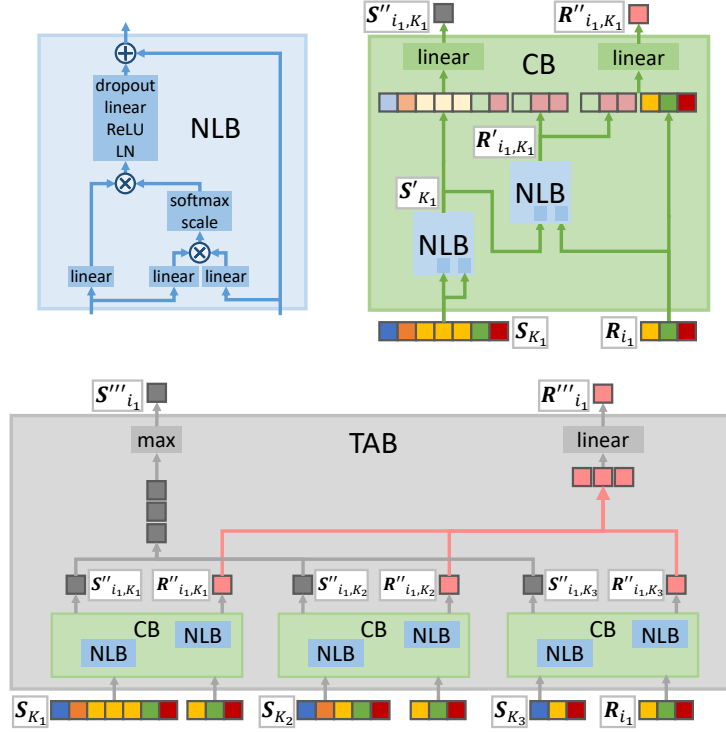 NLB
dropout
linear
ReLU
LN
softmax
scale
linear
linear
linear
S''i1,K1
R''i1,K1
CB
linear
linear
R'i1,K1
S'K1
NLB
NLB
SK1
Ri1
S'''i1
R'''i1
TAB
max
linear
S''i1,K1
R''i1,K1
S''i1,K2
R''i1,K2
S''i1,K3
R''i1,K3
CB
NLB
NLB
CB
NLB
NLB
CB
NLB
NLB
SK1
SK2
SK3
Ri1